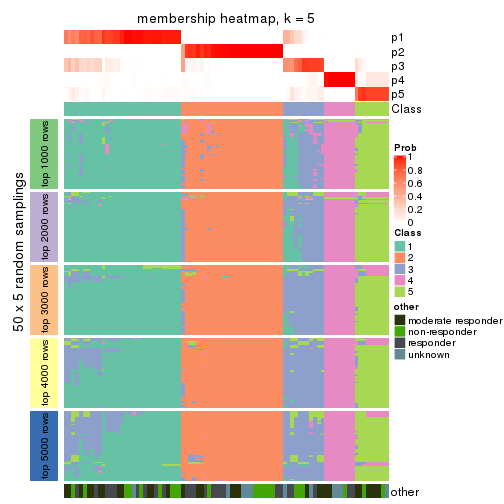 membership heatmap, k = 5
p1
p2
p3
p4
p5
Class
50 x 5 random samplings
top 1000 rows
top 2000 rows
top 3000 rows
top 4000 rows
top 5000 rows
other
Prob
1
0.8
0.6
0.4
0.2
0
Class
1
2
3
4
5
other
moderate responder
non-responder
responder
unknown